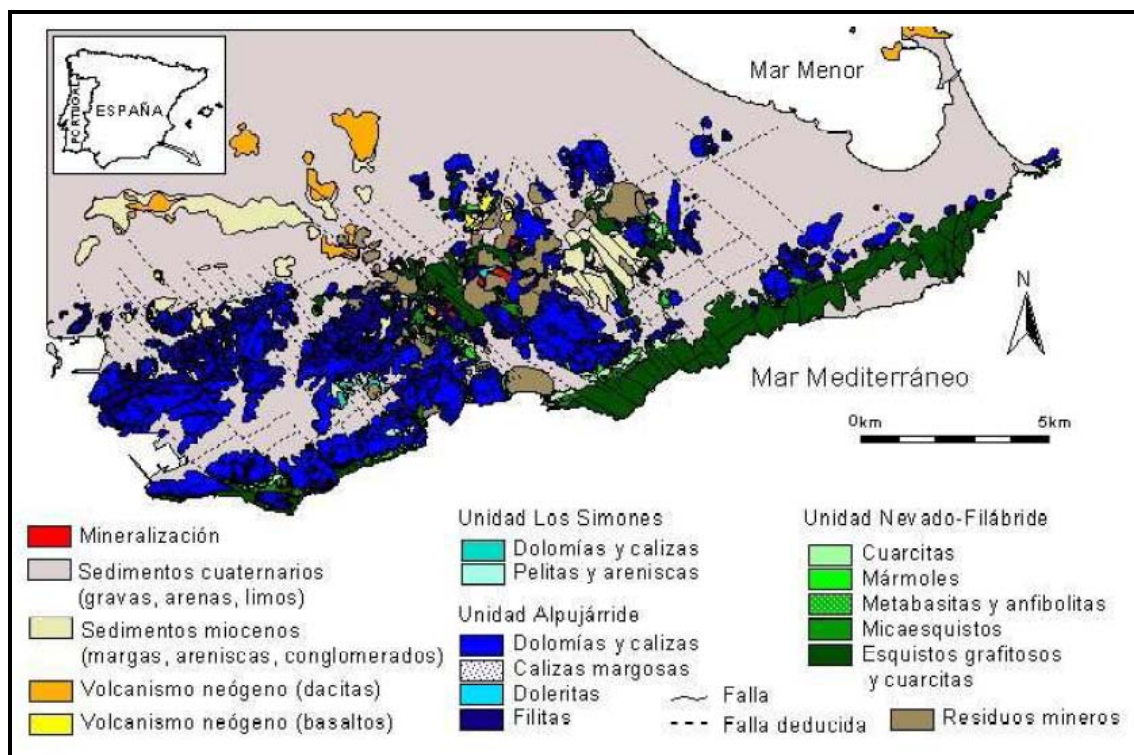 PORTUGAL
ESPAÑA
Mar Menor
N
Mar Mediterráneo
0km
5km
Mineralización
Sedimentos cuaternarios
(gravas, arenas, limos)
Sedimentos miocenos
(margas, areniscas, conglomerados)
Volcanismo neógeno (dacitas)
Volcanismo neógeno (basaltos)
Unidad Los Simones
Dolomías y calizas
Pelitas y areniscas
Unidad Alpujárride
Dolomías y calizas
Calizas margosas
Doleritas
Filitas
Falla
Falla deducida
Unidad Nevado-Filábride
Cuarcitas
Mármoles
Metabasitas y anfibolitas
Micaesquistos
Esquistos grafitosos
y cuarcitas
Residuos mineros